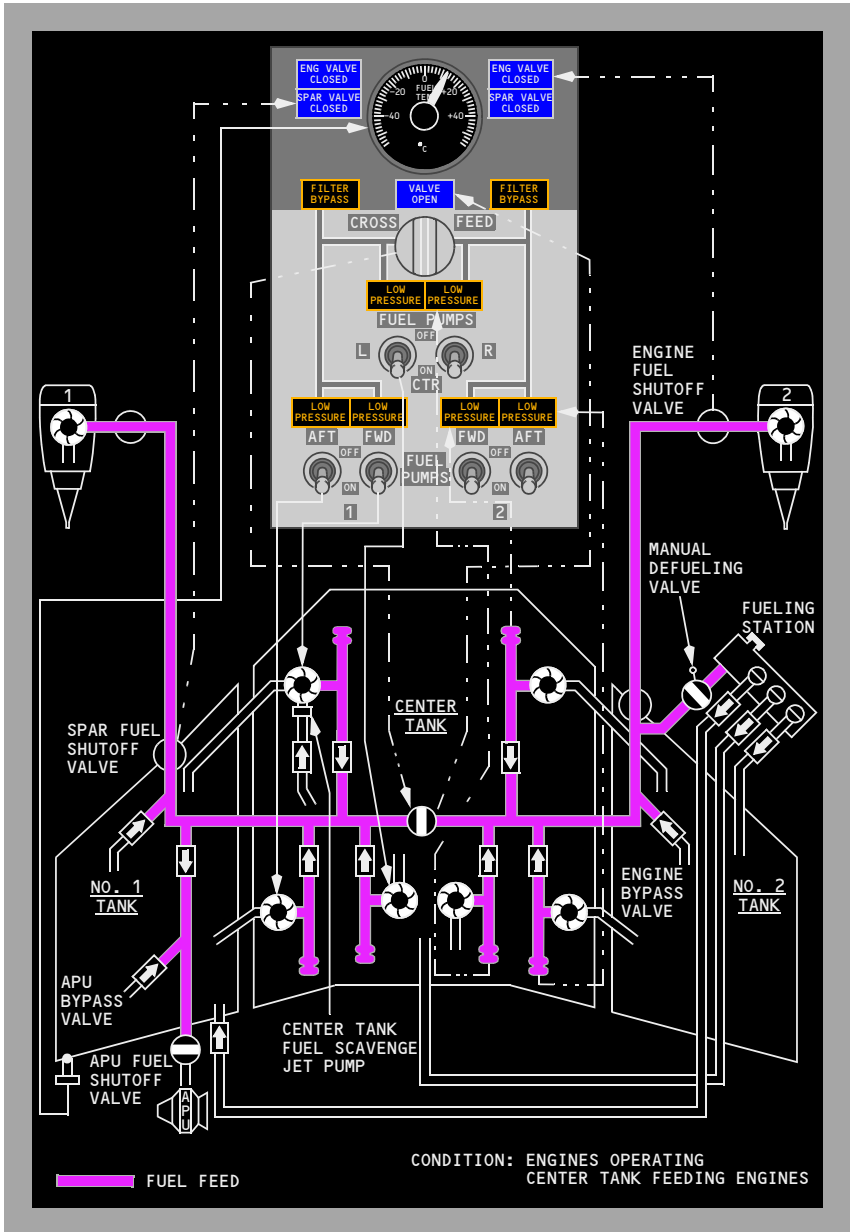 ENG VALVE
CLOSED
SPAR VALVE
CLOSED
ENG VALVE
CLOSED
SPAR VALVE
CLOSED
0
FUEL
TEMP
-20
+20
-40
+40
°C
FILTER
BYPASS
VALVE
OPEN
FILTER
BYPASS
CROSS
FEED
LOW
PRESSURE
LOW
PRESSURE
FUEL PUMPS
OFF
L
R
ON
CTR
LOW
PRESSURE
LOW
PRESSURE
LOW
PRESSURE
LOW
PRESSURE
AFT
FWD
FWD
AFT
OFF
OFF
FUEL
PUMPS
ON
ON
1
2
1
2
ENGINE
FUEL
SHUTOFF
VALVE
MANUAL
DEFUELING
VALVE
FUELING
STATION
CENTER
TANK
SPAR FUEL
SHUTOFF
VALVE
NO. 1
TANK
ENGINE
BYPASS
VALVE
NO. 2
TANK
APU
BYPASS
VALVE
CENTER TANK
FUEL SCAVENGE
JET PUMP
APU FUEL
SHUTOFF
VALVE
APU
CONDITION: ENGINES OPERATING
CENTER TANK FEEDING ENGINES
FUEL FEED